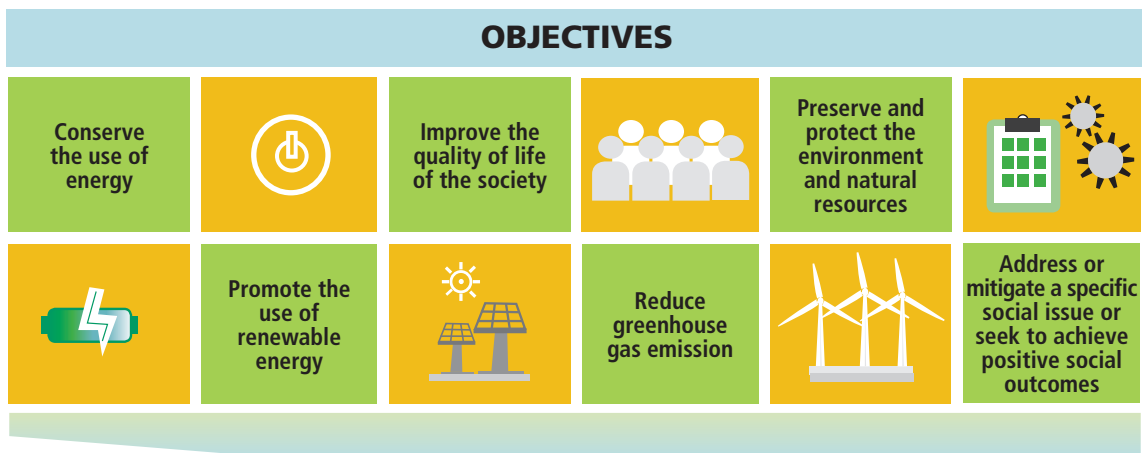 OBJECTIVES
Conserve
the use of
energy
Improve the
quality of life
of the society
Preserve and
protect the
environment
and natural
resources
Promote the
use of
renewable
energy
Reduce
greenhouse
gas emission
Address or
mitigate a specific
social issue or
seek to achieve
positive social
outcomes